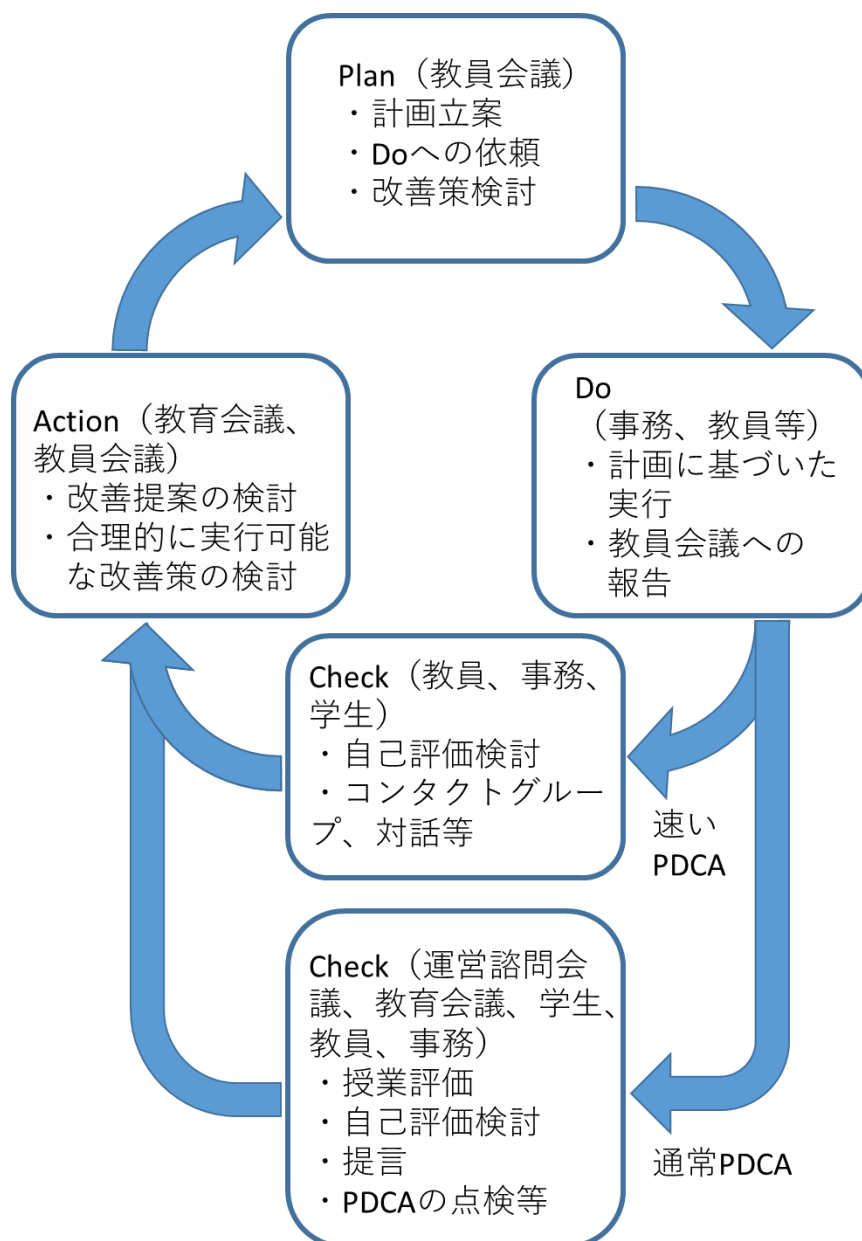 Plan（教員会議）
・計画立案
・Doへの依頼
・改善策検討
Do
（事務、教員等）
・計画に基づいた
実行
・教員会議への
報告
Action（教育会議、
教員会議）
・改善提案の検討
・合理的に実行可能
な改善策の検討
Check（教員、事務、
学生）
・自己評価検討
・コンタクトグルー
プ、対話等
速い
PDCA
Check（運営諮問会
議、教育会議、学生、
教員、事務）
・授業評価
・自己評価検討
・提言
・PDCAの点検等
通常PDCA